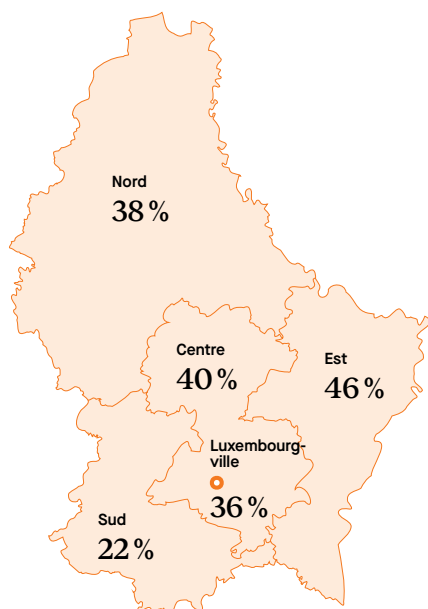 Nord
38 %
Centre
40 %
Est
46 %
Luxembourg-
ville
36 %
Sud
22 %